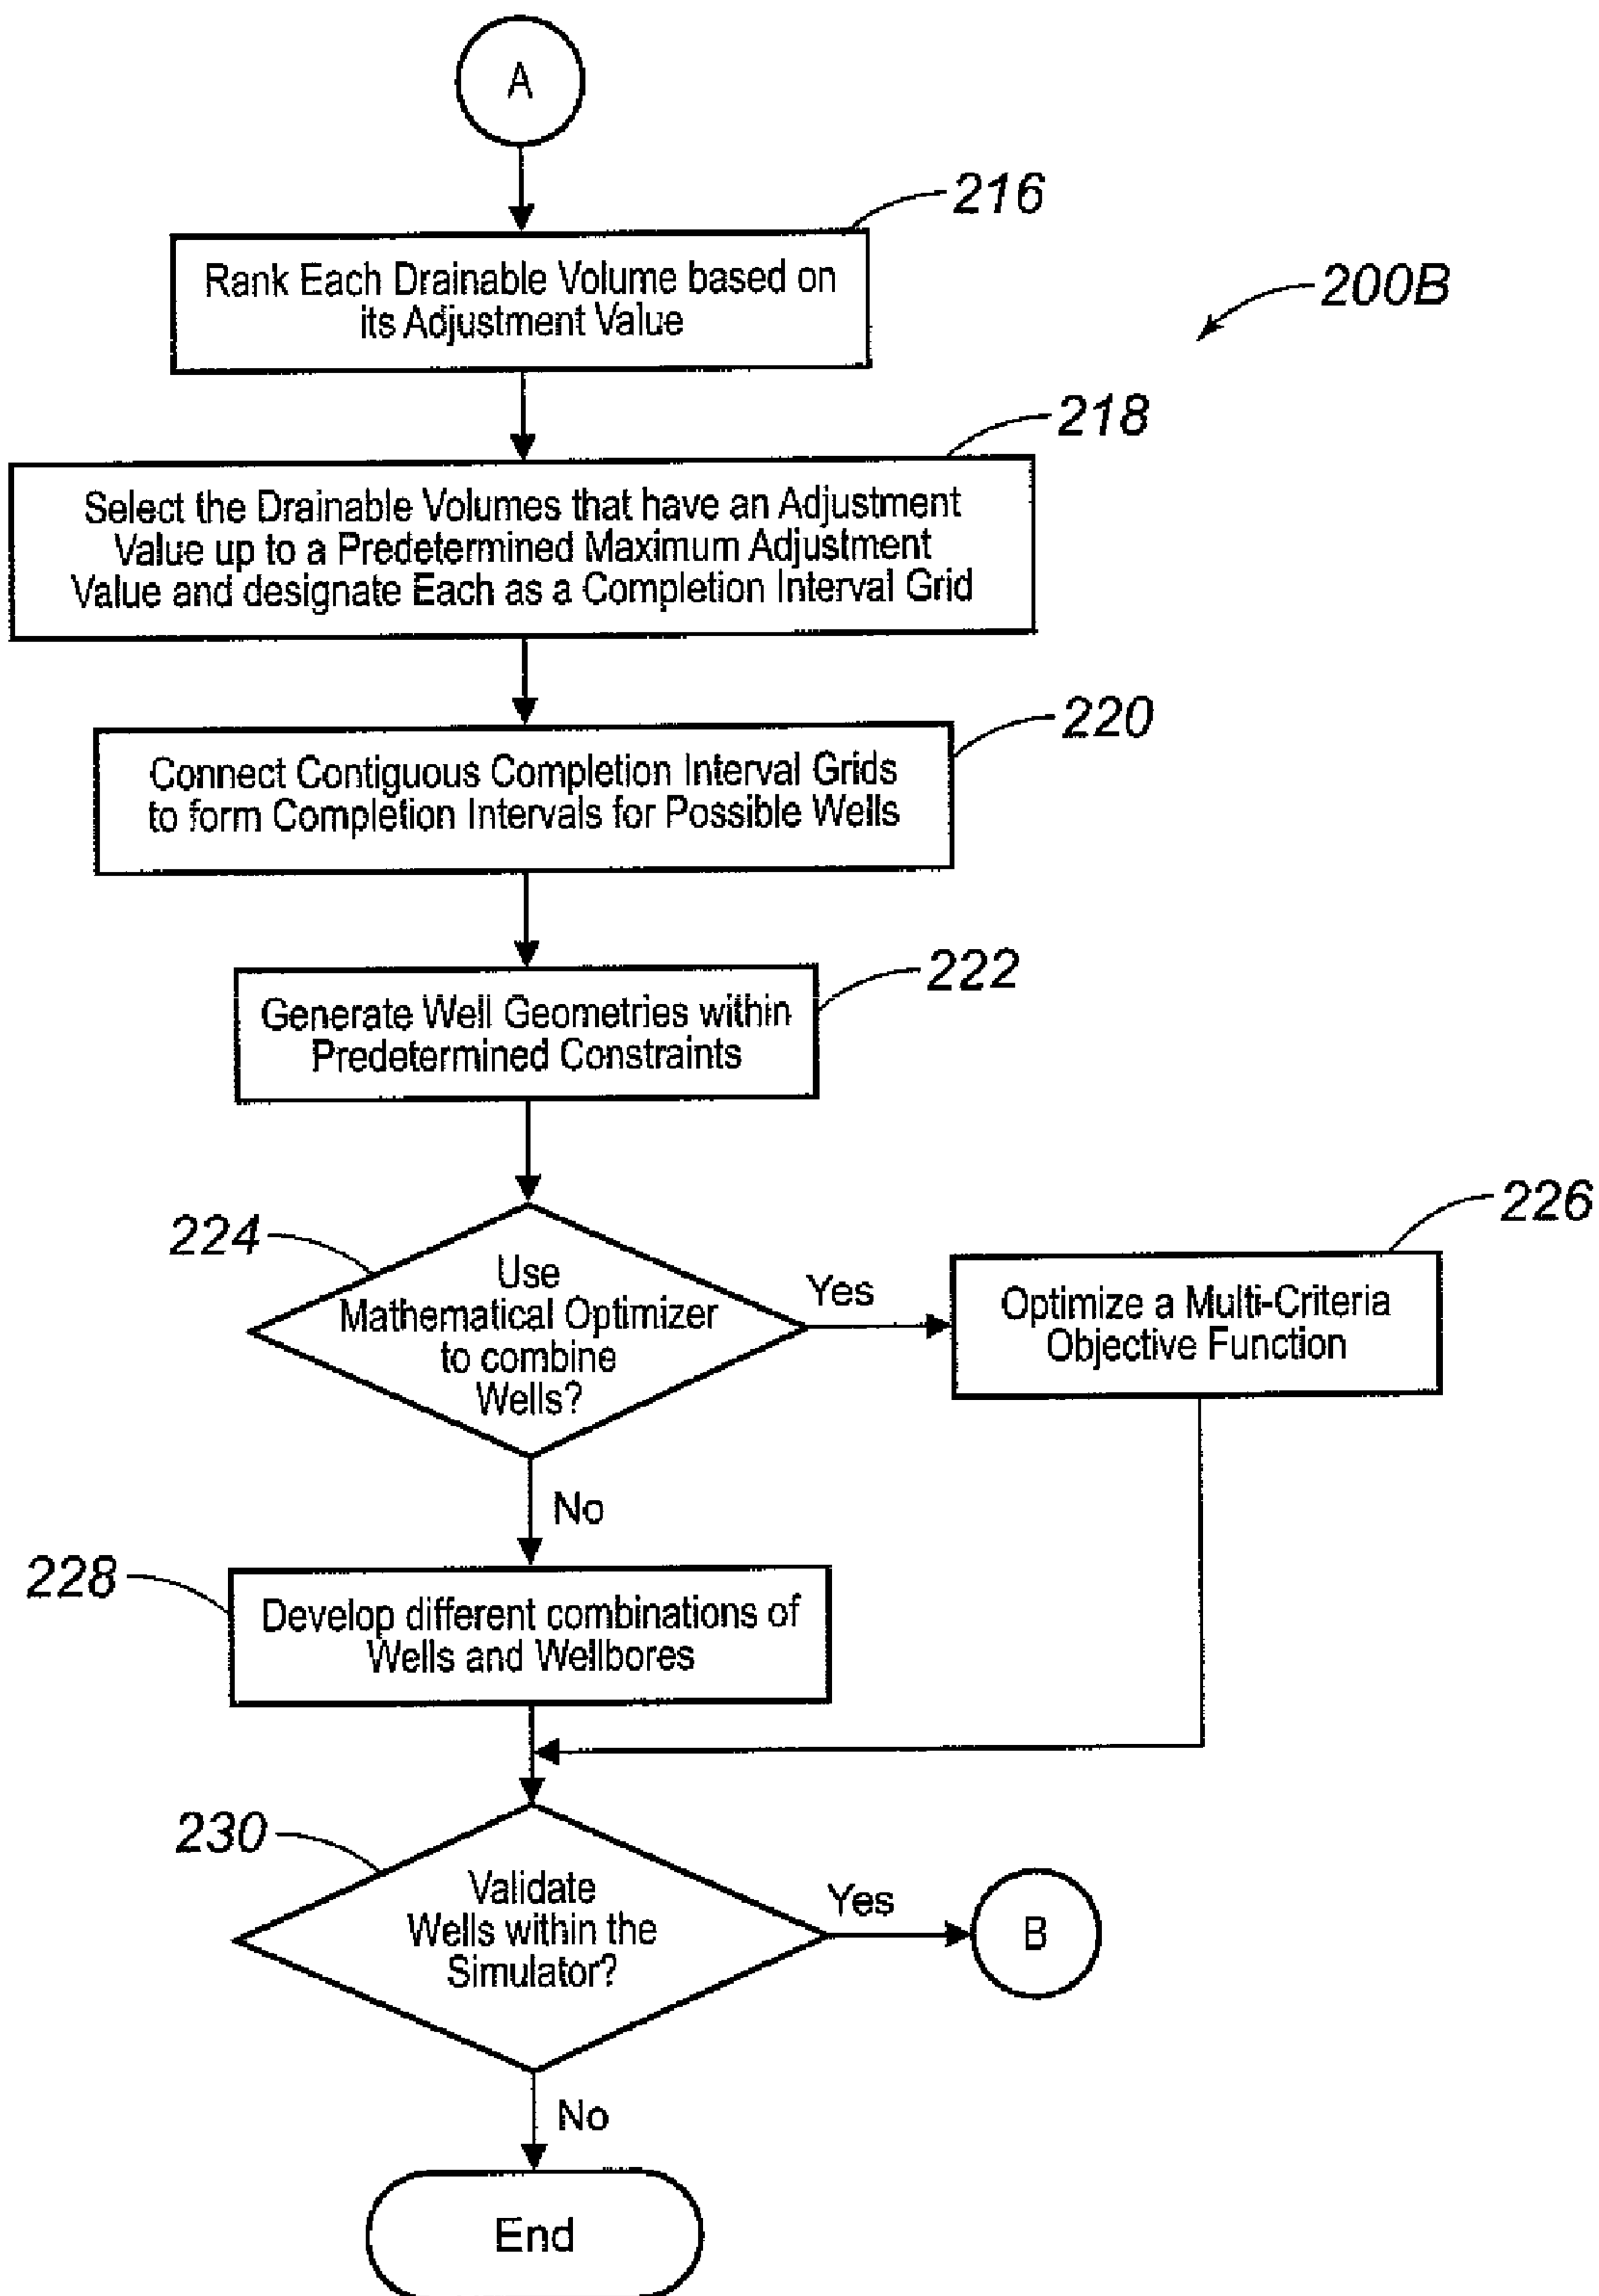 A
216
Rank Each Drainable Volume based on
its Adjustment Value
200B
218
Select the Drainable Volumes that have an Adjustment
Value up to a Predetermined Maximum Adjustment
Value and designate Each as a Completion Interval Grid
220
Connect Contiguous Completion Interval Grids
to form Completion Intervals for Possible Wells
222
Generate Well Geometries within
Predetermined Constraints
224
Use
Mathematical Optimizer
to combine
Wells?
Yes
226
Optimize a Multi-Criteria
Objective Function
No
228
Develop different combinations of
Wells and Wellbores
230
Validate
Wells within the
Simulator?
Yes
B
No
End